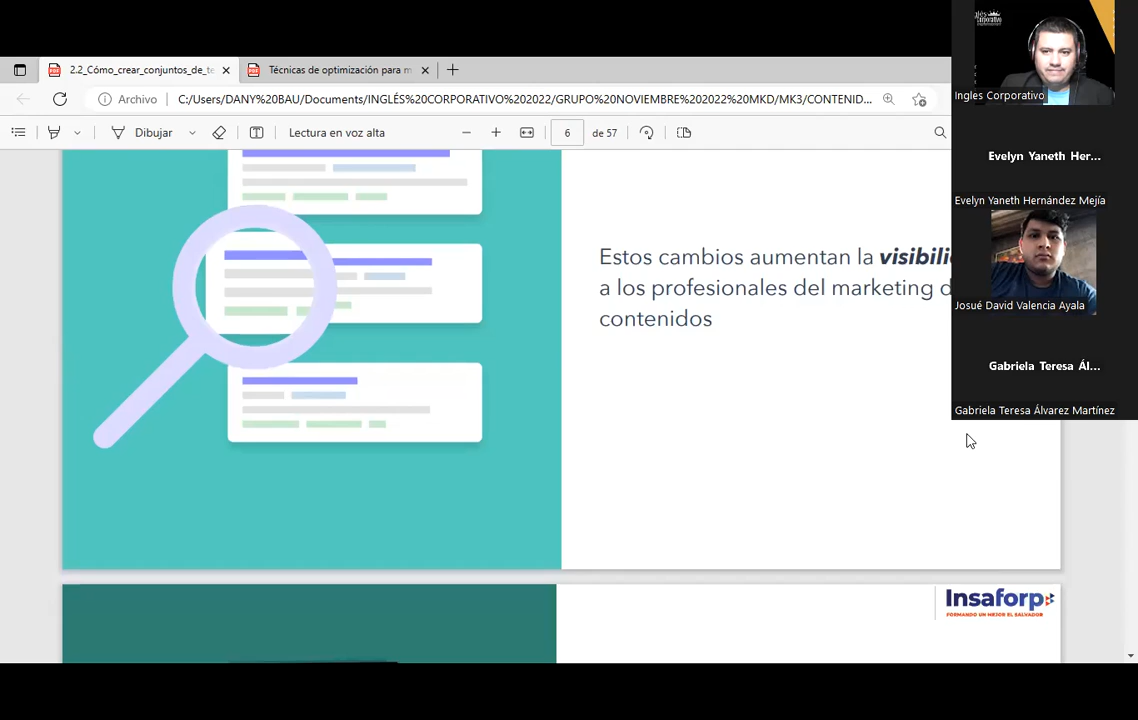 2.2_Cómo_crear_conjuntos_de_te
Técnicas de optimización para m
Archivo
C:/Users/DANY%20BAU/Documents/INGLÉS%20CORPORATIVO%202022/GRUPO%20NOVIEMBRE%202022%20MKD/MK3/CONTENID...
Dibujar
Lectura en voz alta
6
de 57
Estos cambios aumentan la
a los profesionales del marketing
contenidos
Insaforp
FORMANDO UN MEJOR EL SALVADOR
Ingles Corporativo
Evelyn Yaneth Her...
Evelyn Yaneth Hernández Mejía
Josué David Valencia Ayala
Gabriela Teresa Ál...
Gabriela Teresa Álvarez Martínez